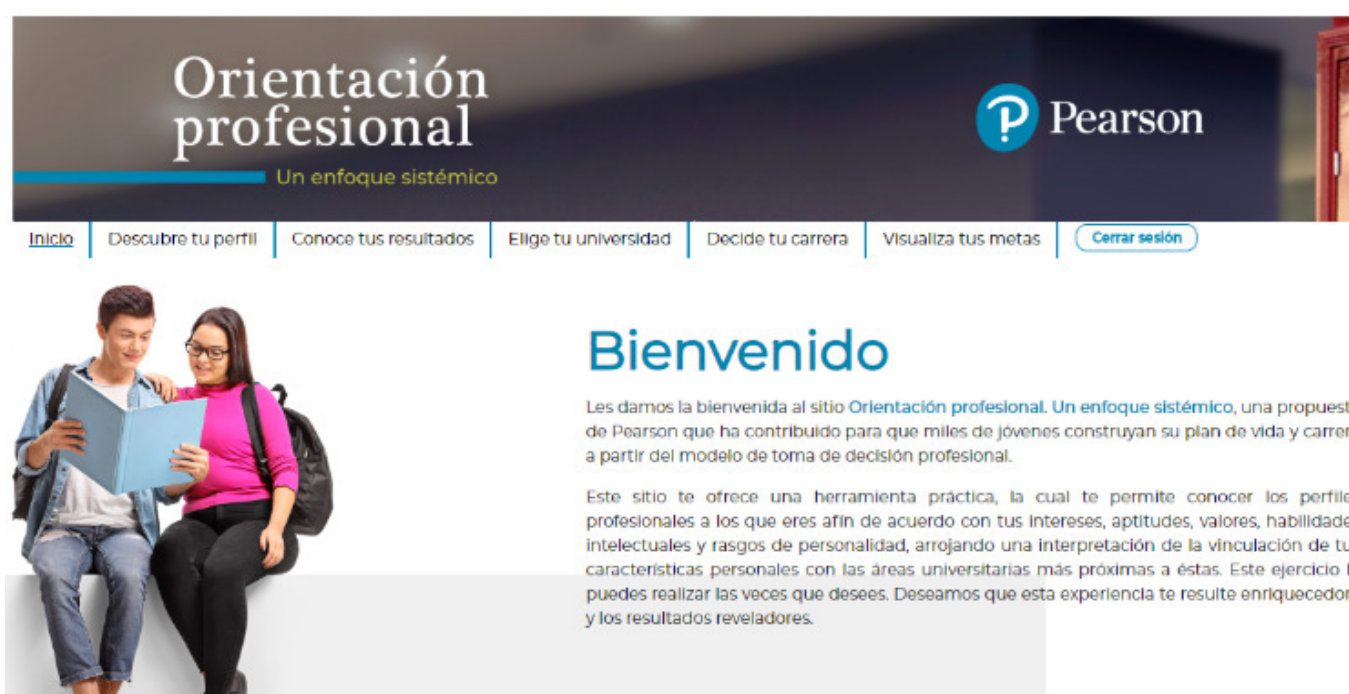 Orientación
profesional
Un enfoque sistémico
Pearson
Inicio
Descubre tu perfil
Conoce tus resultados
Elige tu universidad
Decide tu carrera
Visualiza tus metas
Cerrar sesión
Bienvenido
Les damos la bienvenida al sitio Orientación profesional. Un enfoque sistémico, una propuest
de Pearson que ha contribuido para que miles de jóvenes construyan su plan de vida y carrer
a partir del modelo de toma de decisión profesional.
Este sitio te ofrece una herramienta práctica, la cual te permite conocer los perfile
profesionales a los que eres afín de acuerdo con tus intereses, aptitudes, valores, habilidade
intelectuales y rasgos de personalidad, arrojando una interpretación de la vinculación de tu
características personales con las áreas universitarias más próximas a éstas. Este ejercicio l
puedes realizar las veces que desees. Deseamos que esta experiencia te resulte enriquecedor
y los resultados reveladores.